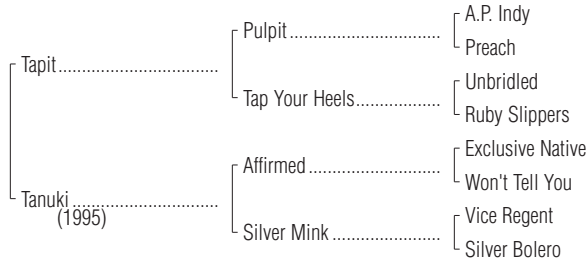 A.P. Indy
Pulpit
Preach
Tapit
Unbridled
Tap Your Heels
Ruby Slippers
Exclusive Native
Affirmed
Won't Tell You
Tanuki
(1995)
Vice Regent
Silver Mink
Silver Bolero